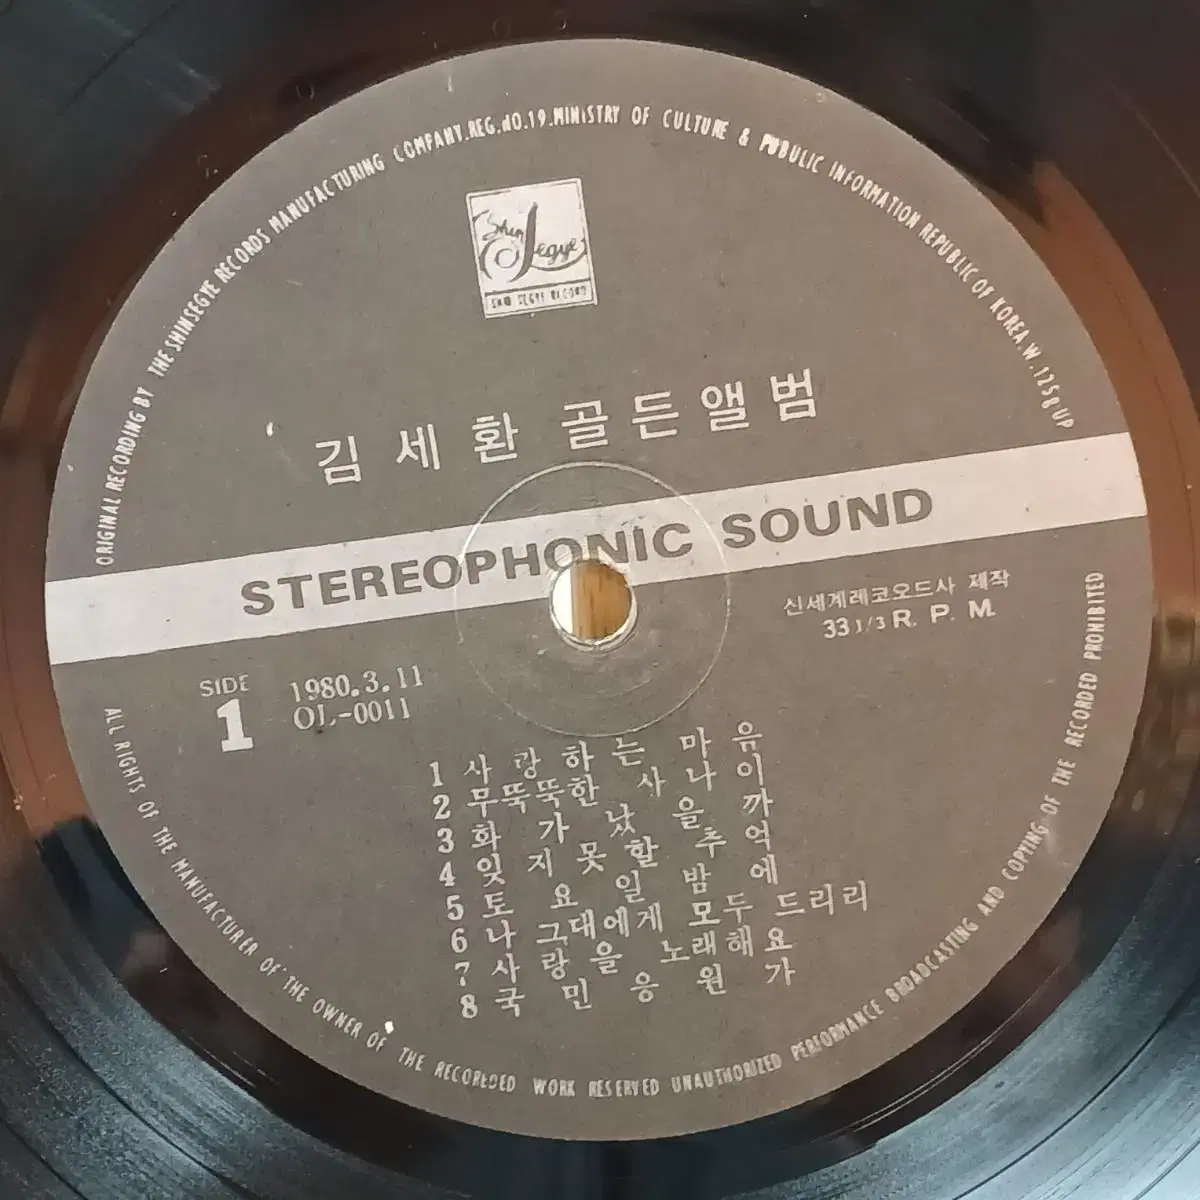 ORIGINAL RECORDING BY THE SHINSEGYE RECORDS MANUFACTURING COMPANY.REG.NO.19.MINISTRY OF CULTURE & PUBULIC INFORMATION REPUBLIC OF KOREA.W.1258UP
Shin Segye
SHIN SEGYE RECORD
김세환 골든앨범
STEREOPHONIC SOUND
신세계레코오드사 제작
33 1/3 R. P. M.
SIDE
1
1980.3.11
OL-0011
1 사랑하는 마음
2 무뚝뚝한 사나이
3 화가 났을까
4 잊지못할 추억
5 토요일 밤에
6 나 그대에게 모두 드리리
7 사랑을 노래해요
8 국민응원가
ALL RIGHTS OF THE MANUFACTURER OF THE OWNER OF THE RECOREDED WORK RESERVED UNAUTHORIZED PERFORMANCE BROADCASTING AND COPYING OF THE RECORDED PROHIBITED